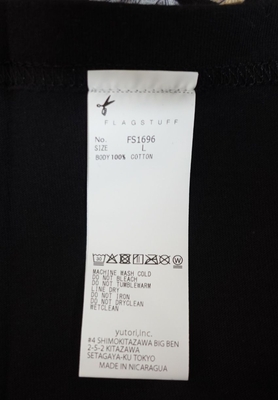 FLAGSTUFF
No. FS1696
SIZE L
BODY 100% COTTON
MACHINE WASH COLD
DO NOT BLEACH
DO NOT TUMBLEWARM
LINE DRY
DO NOT IRON
DO NOT DRYCLEAN
WETCLEAN
yutori,inc.
#4 SHIMOKITAZAWA BIG BEN
2-5-2 KITAZAWA
SETAGAYA-KU TOKYO
MADE IN NICARAGUA